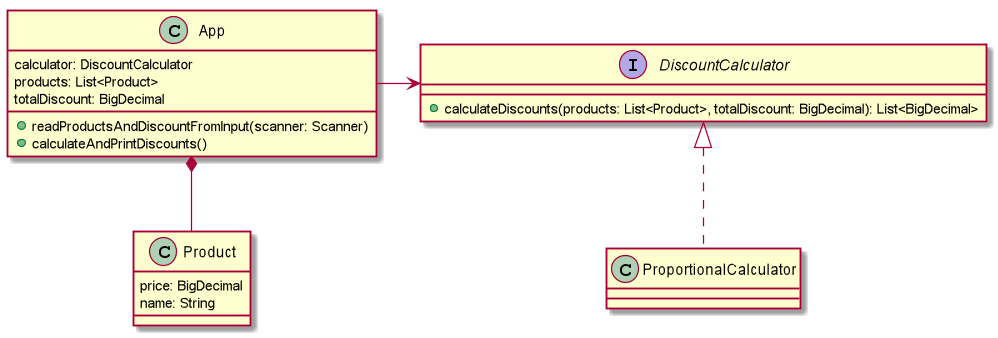 C App
calculator: DiscountCalculator
products: List<Product>
totalDiscount: BigDecimal
readProductsAndDiscountFromInput(scanner: Scanner)
calculateAndPrintDiscounts()
I DiscountCalculator
calculateDiscounts(products: List<Product>, totalDiscount: BigDecimal): List<BigDecimal>
C Product
price: BigDecimal
name: String
C ProportionalCalculator